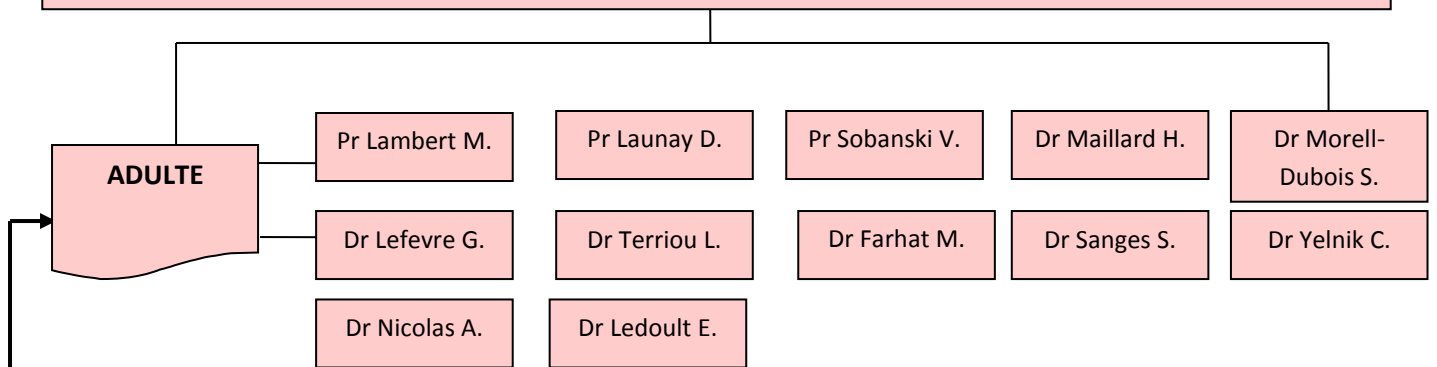 Pr Lambert M.
Pr Launay D.
Pr Sobanski V.
Dr Maillard H.
Dr Morell-
Dubois S.
ADULTE
Dr Lefevre G.
Dr Terriou L.
Dr Farhat M.
Dr Sanges S.
Dr Yelnik C.
Dr Nicolas A.
Dr Ledoult E.